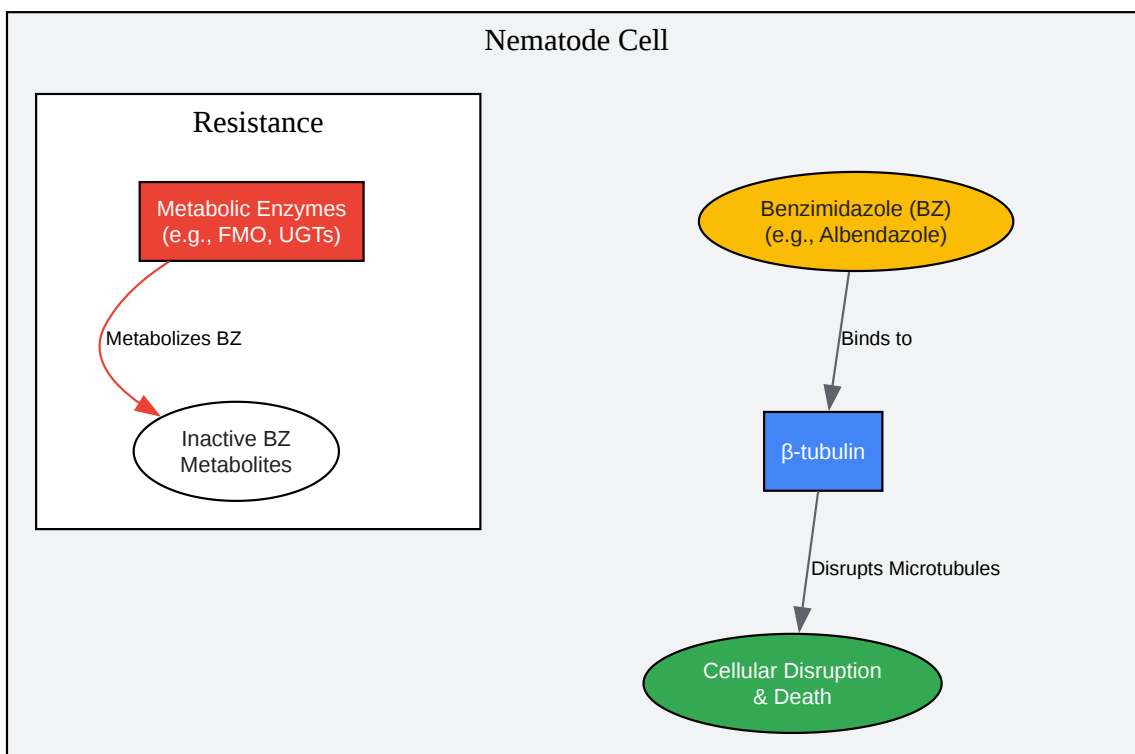 Nematode Cell
Resistance
Metabolic Enzymes
(e.g., FMO, UGTs)
Metabolizes BZ
Inactive BZ
Metabolites
Benzimidazole (BZ)
(e.g., Albendazole)
Binds to
β-tubulin
Disrupts Microtubules
Cellular Disruption
& Death